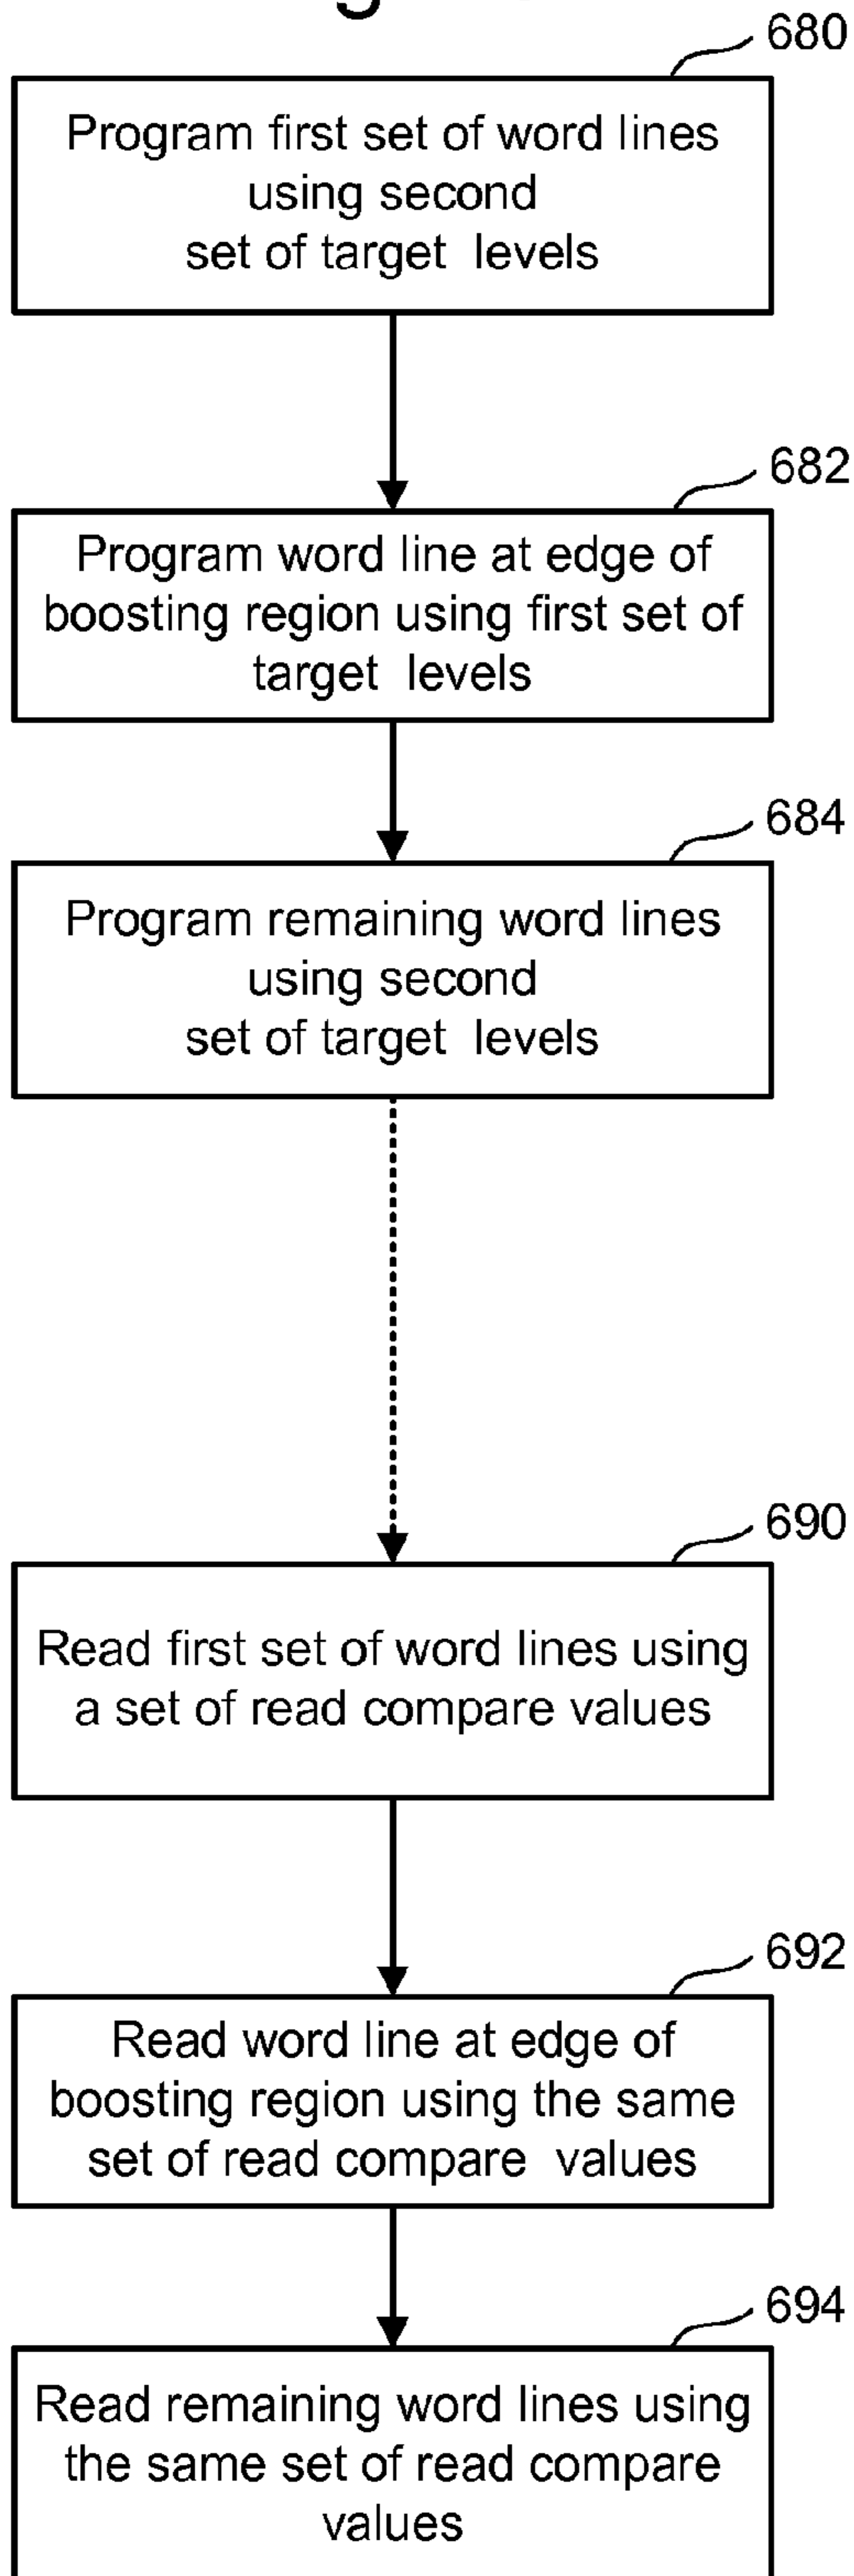 680
Program first set of word lines
using second
set of target levels
682
Program word line at edge of
boosting region using first set of
target levels
684
Program remaining word lines
using second
set of target levels
690
Read first set of word lines using
a set of read compare values
692
Read word line at edge of
boosting region using the same
set of read compare values
694
Read remaining word lines using
the same set of read compare
values